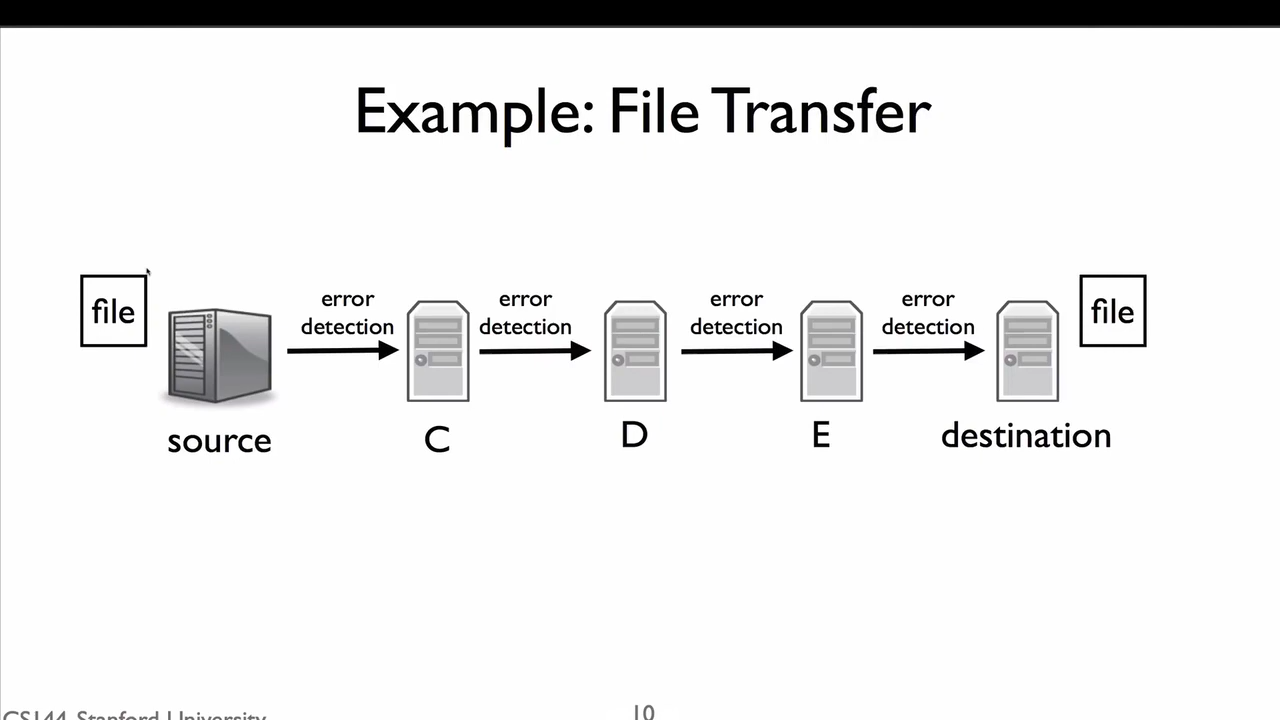 Example: File Transfer
file
error
detection
error
detection
error
detection
error
detection
file
source
C
D
E
destination
CS144, Stanford University
10